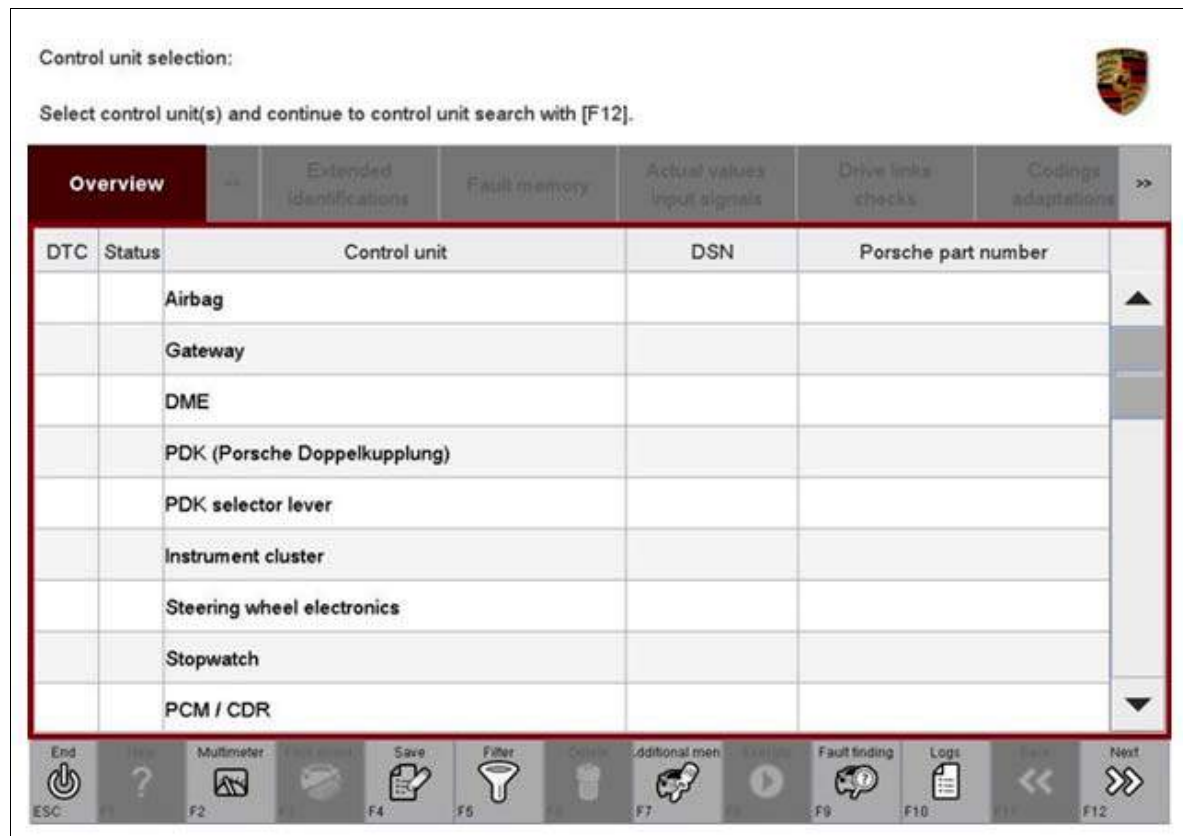 Control unit selection:
Select control unit(s) and continue to control unit search with [F12].
Overview
Extended
identifications
Fault memory
Actual values
input signals
Drive links
checks
Codings
adaptations
>>
DTC Status Control unit DSN Porsche part number
Airbag
Gateway
DME
PDK (Porsche Doppelkupplung)
PDK selector lever
Instrument cluster
Steering wheel electronics
Stopwatch
PCM / CDR
End Help Multimeter Save Filter Delete dditional men Execute Fault finding Logs Back Next
ESC F1 F2 F3 F4 F5 F6 F7 F8 F9 F10 F11 F12